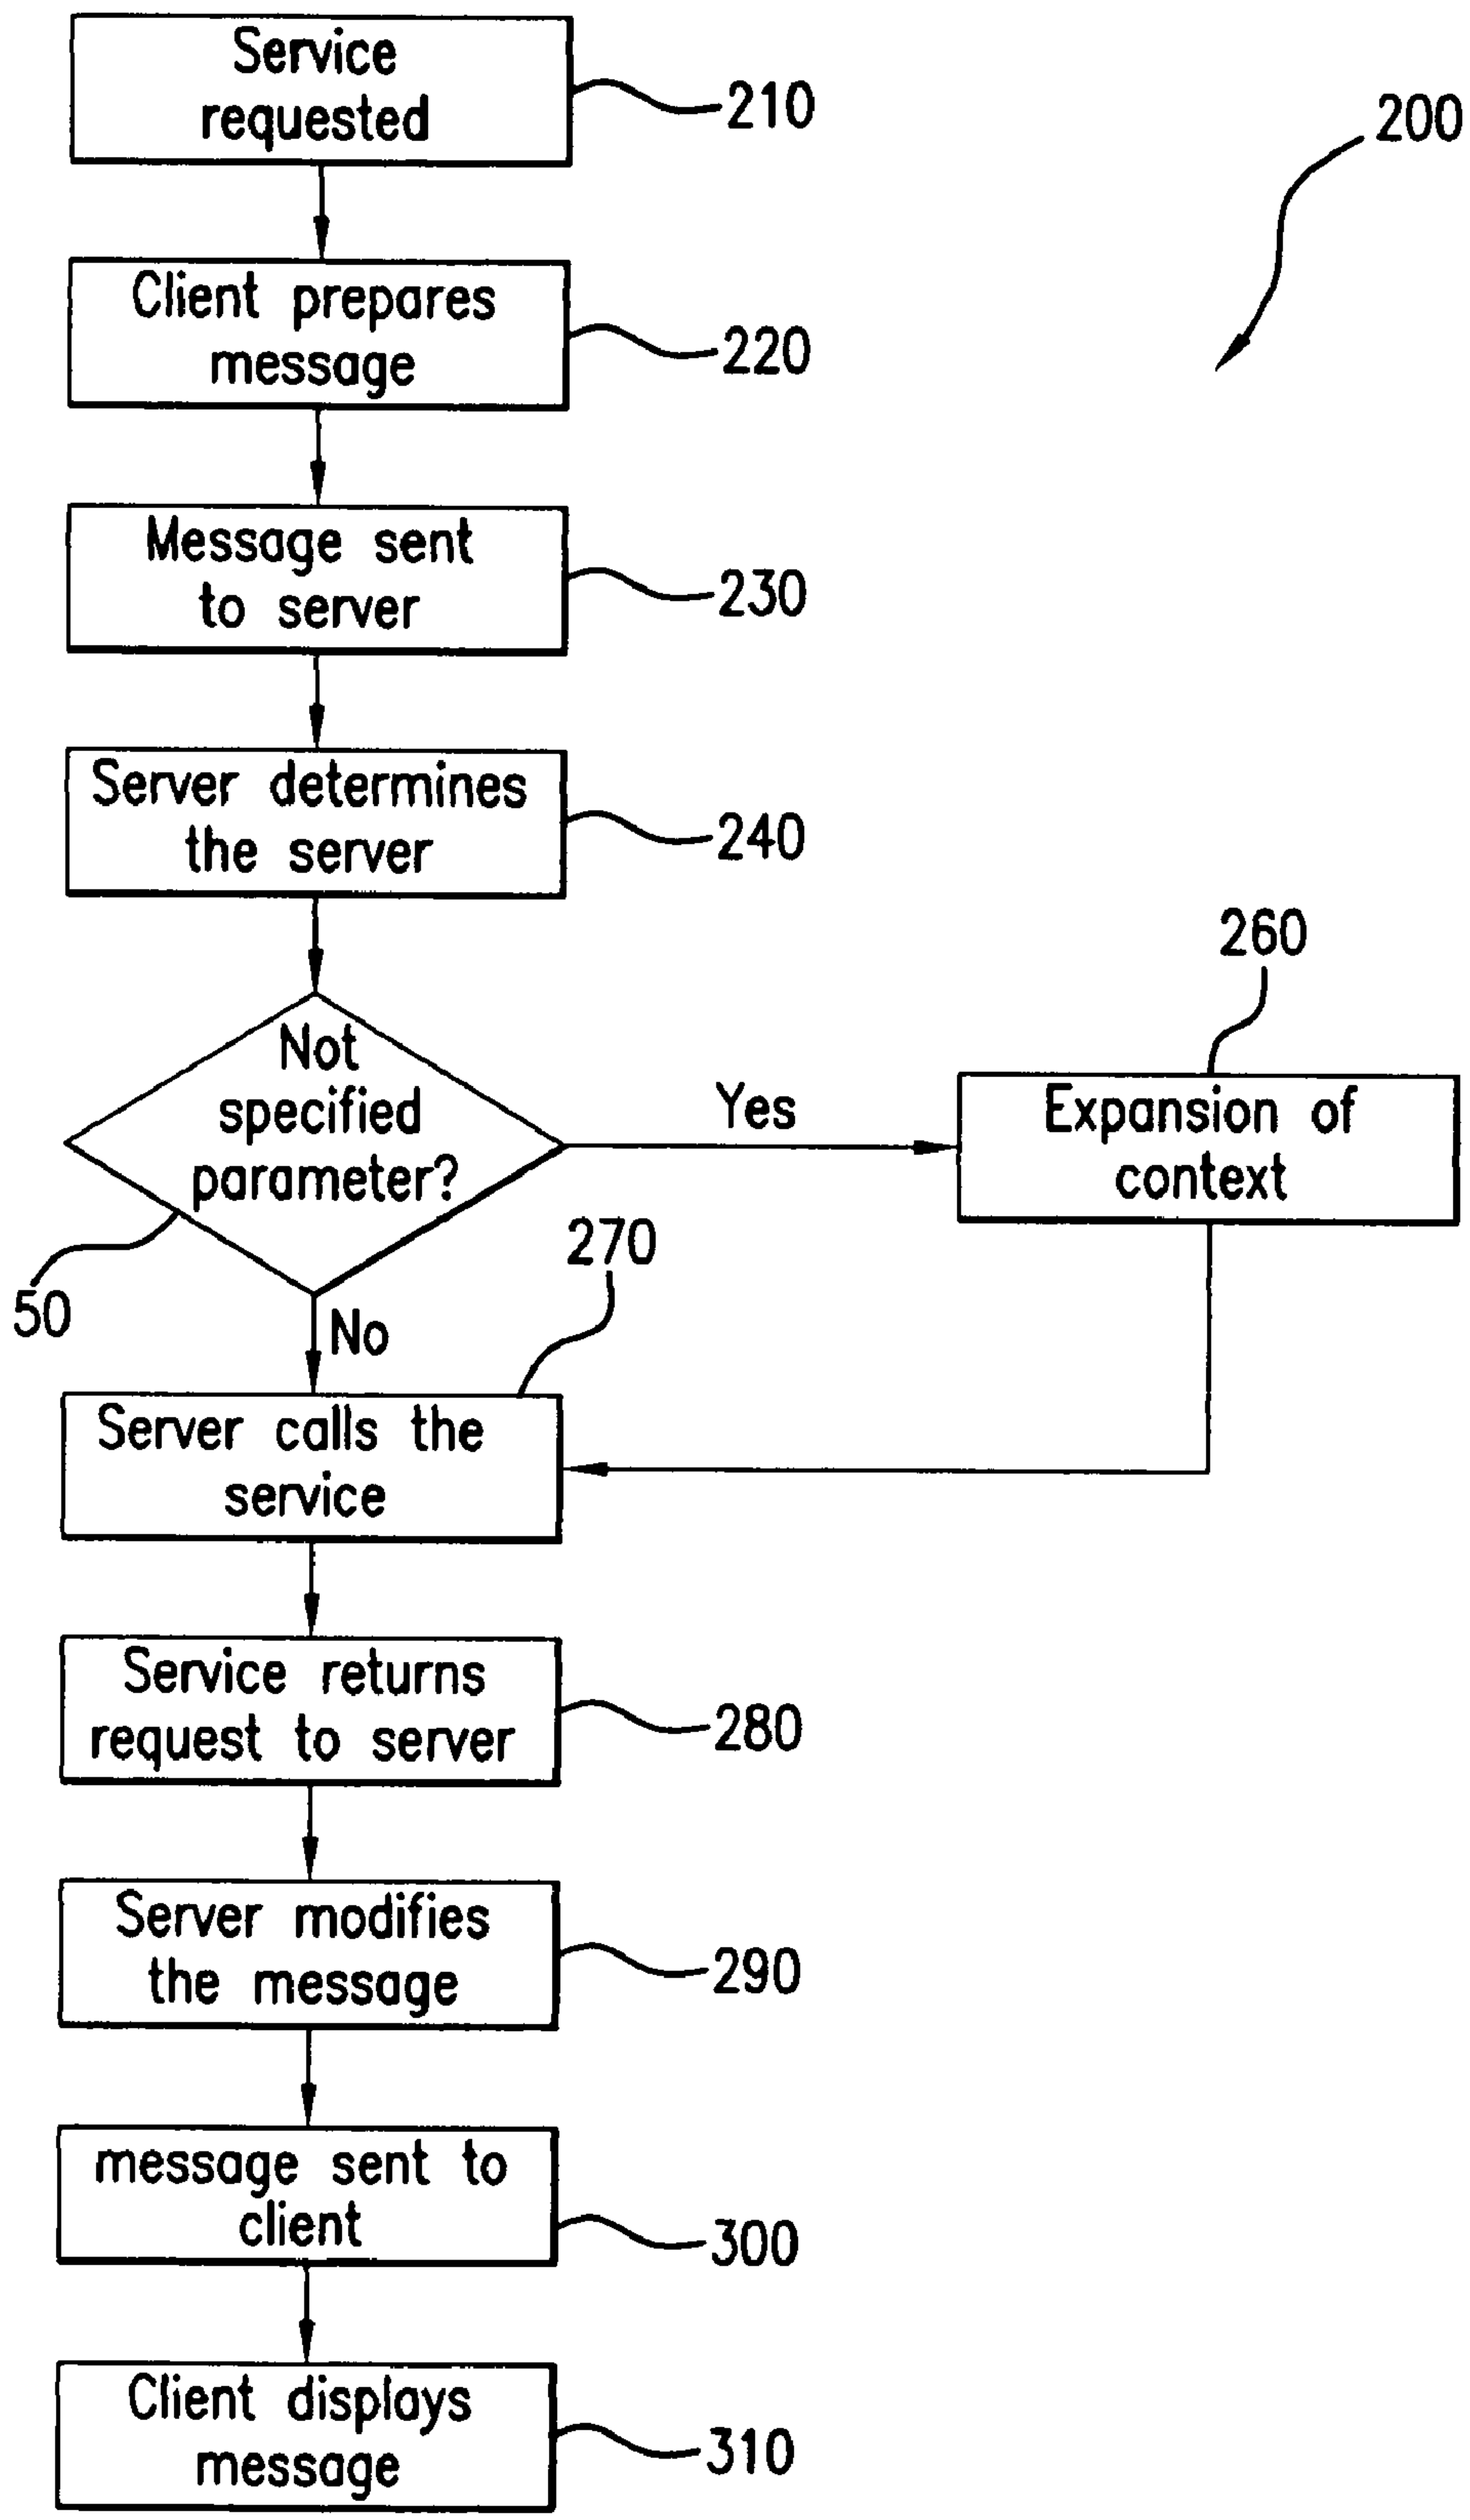 Service
requested
210
200
Client prepares
message
220
Message sent
to server
230
Server determines
the server
240
260
Not
specified
parameter?
Yes
Expansion of
context
50
No
270
Server calls the
service
Service returns
request to server
280
Server modifies
the message
290
message sent to
client
300
Client displays
message
310